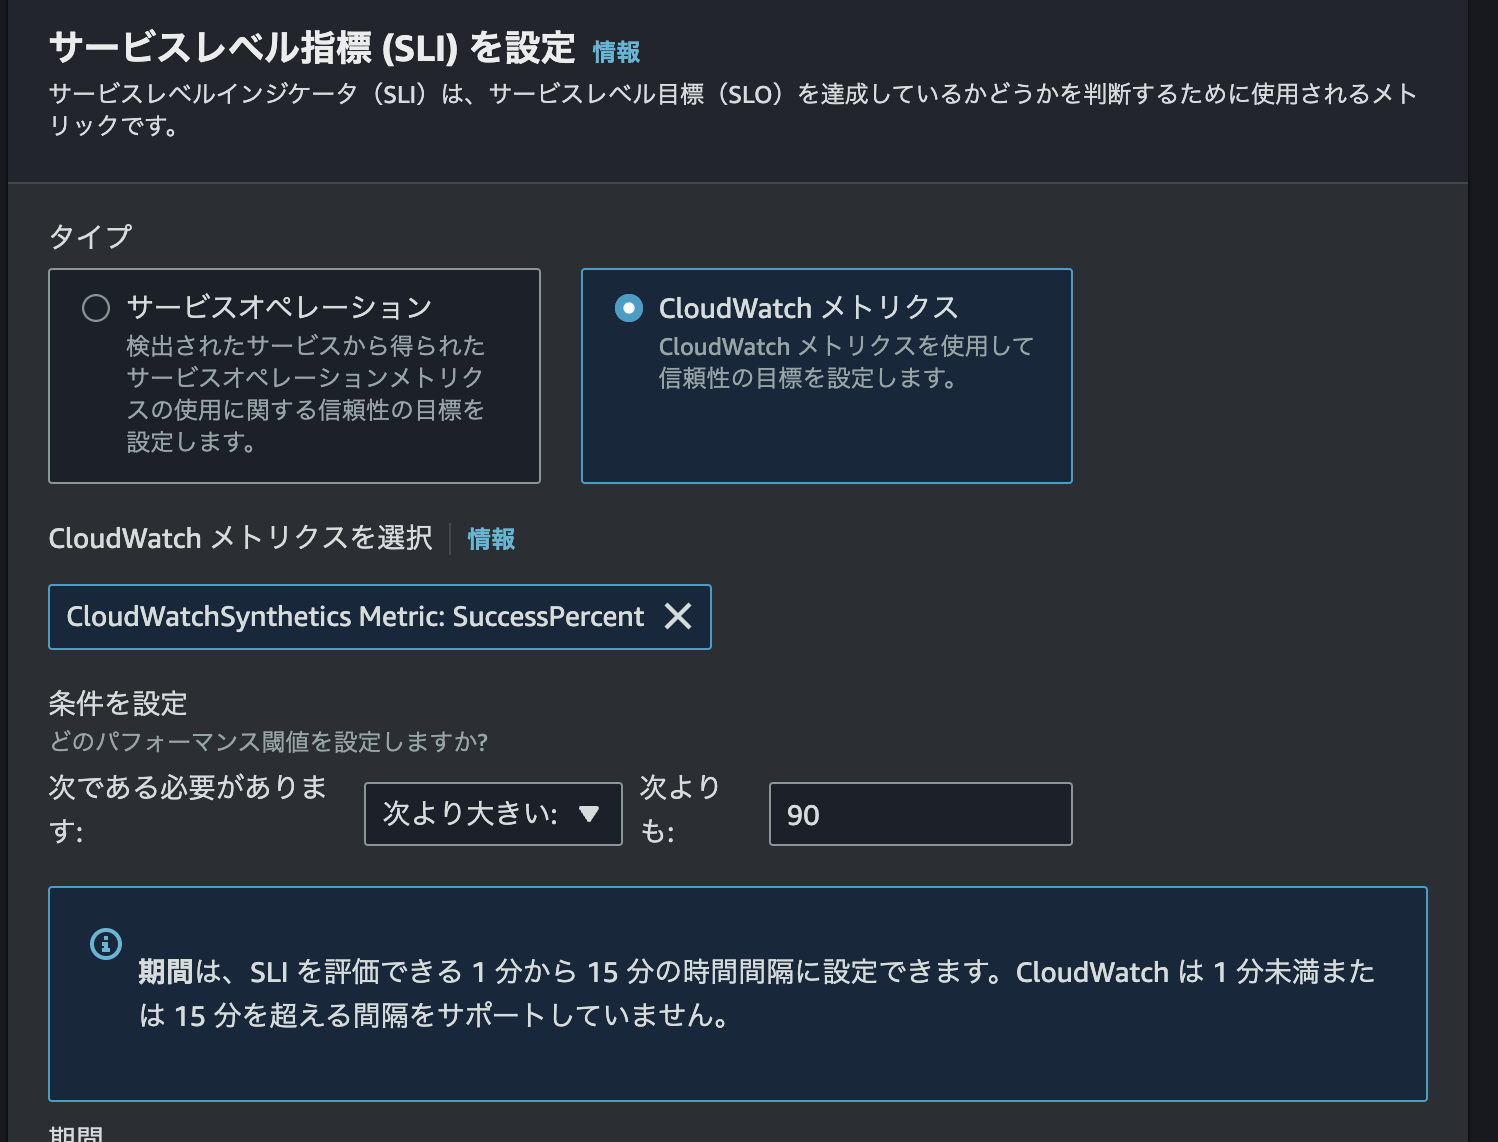 サービスレベル指標 (SLI) を設定 情報
サービスレベルインジケータ（SLI）は、サービスレベル目標（SLO）を達成しているかどうかを判断するために使用されるメト
リックです。
タイプ
サービスオペレーション
検出されたサービスから得られた
サービスオペレーションメトリク
スの使用に関する信頼性の目標を
設定します。
CloudWatch メトリクス
CloudWatch メトリクスを使用して
信頼性の目標を設定します。
CloudWatch メトリクスを選択 情報
CloudWatchSynthetics Metric: SuccessPercent
条件を設定
どのパフォーマンス閾値を設定しますか?
次である必要がありま
す:
次より大きい:
次より
も:
90
期間は、SLI を評価できる 1 分から 15 分の時間間隔に設定できます。CloudWatch は 1 分未満また
は 15 分を超える間隔をサポートしていません。
期間